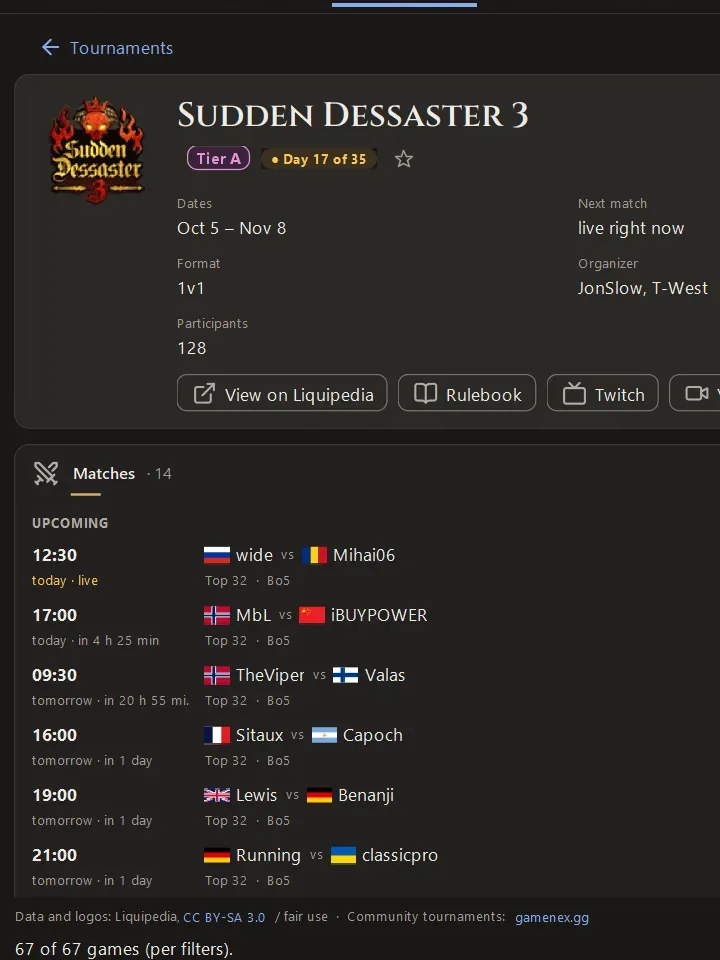 Tournaments
Sudden Dessaster 3
SUDDEN DESSASTER 3
Tier A
● Day 17 of 35
Dates
Next match
Oct 5 – Nov 8
live right now
Format
Organizer
1v1
JonSlow, T-West
Participants
128
View on Liquipedia
Rulebook
Twitch
Matches · 14
UPCOMING
12:30 wide vs Mihai06
today · live Top 32 · Bo5
17:00 MbL vs iBUYPOWER
today · in 4 h 25 min Top 32 · Bo5
09:30 TheViper vs Valas
tomorrow · in 20 h 55 mi. Top 32 · Bo5
16:00 Sitaux vs Capoch
tomorrow · in 1 day Top 32 · Bo5
19:00 Lewis vs Benanji
tomorrow · in 1 day Top 32 · Bo5
21:00 Running vs classicpro
tomorrow · in 1 day Top 32 · Bo5
Data and logos: Liquipedia, CC BY-SA 3.0 / fair use · Community tournaments: gamenex.gg
67 of 67 games (per filters).